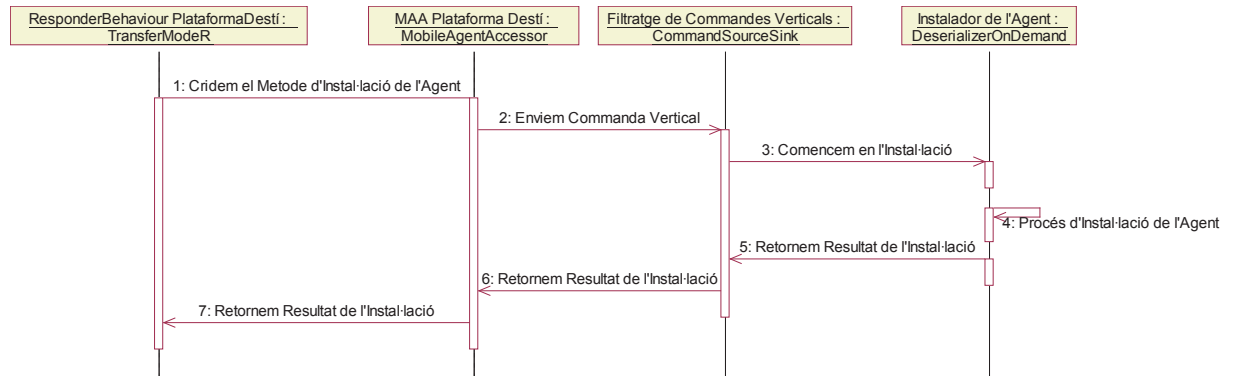 ResponderBehaviour PlataformaDestí :
TransferModeR
MAA Plataforma Destí :
MobileAgentAccessor
Filtratge de Commandes Verticals :
CommandSourceSink
Instalador de l'Agent :
DeserializerOnDemand
1: Cridem el Metode d'Instal·lació de l'Agent
2: Enviem Commanda Vertical
3: Comencem en l'Instal·lació
4: Procés d'Instal·lació de l'Agent
5: Retornem Resultat de l'Instal·lació
6: Retornem Resultat de l'Instal·lació
7: Retornem Resultat de l'Instal·lació